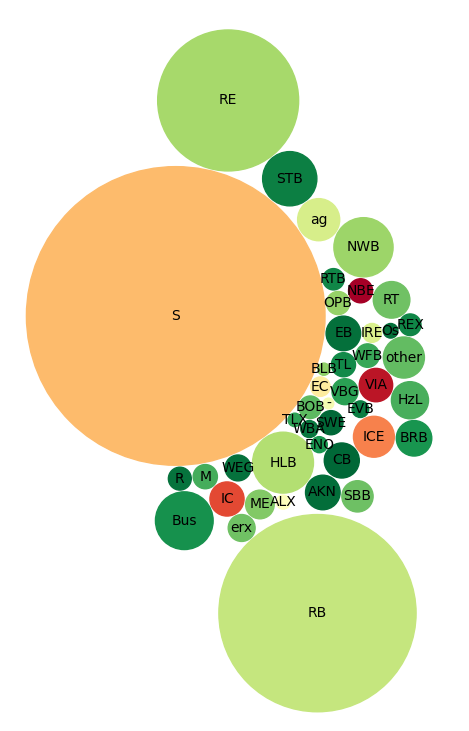 RE
STB
ag
NWB
RTB
NBE
OPB
RT
S
REX
Os
IRE
EB
WFB
other
TL
BLB
EC
VBG
VIA
HzL
-
BOB
EVB
TLX
SWE
WBA
ICE
BRB
ENO
CB
HLB
WEG
M
R
AKN
SBB
IC
ME
ALX
Bus
erx
RB